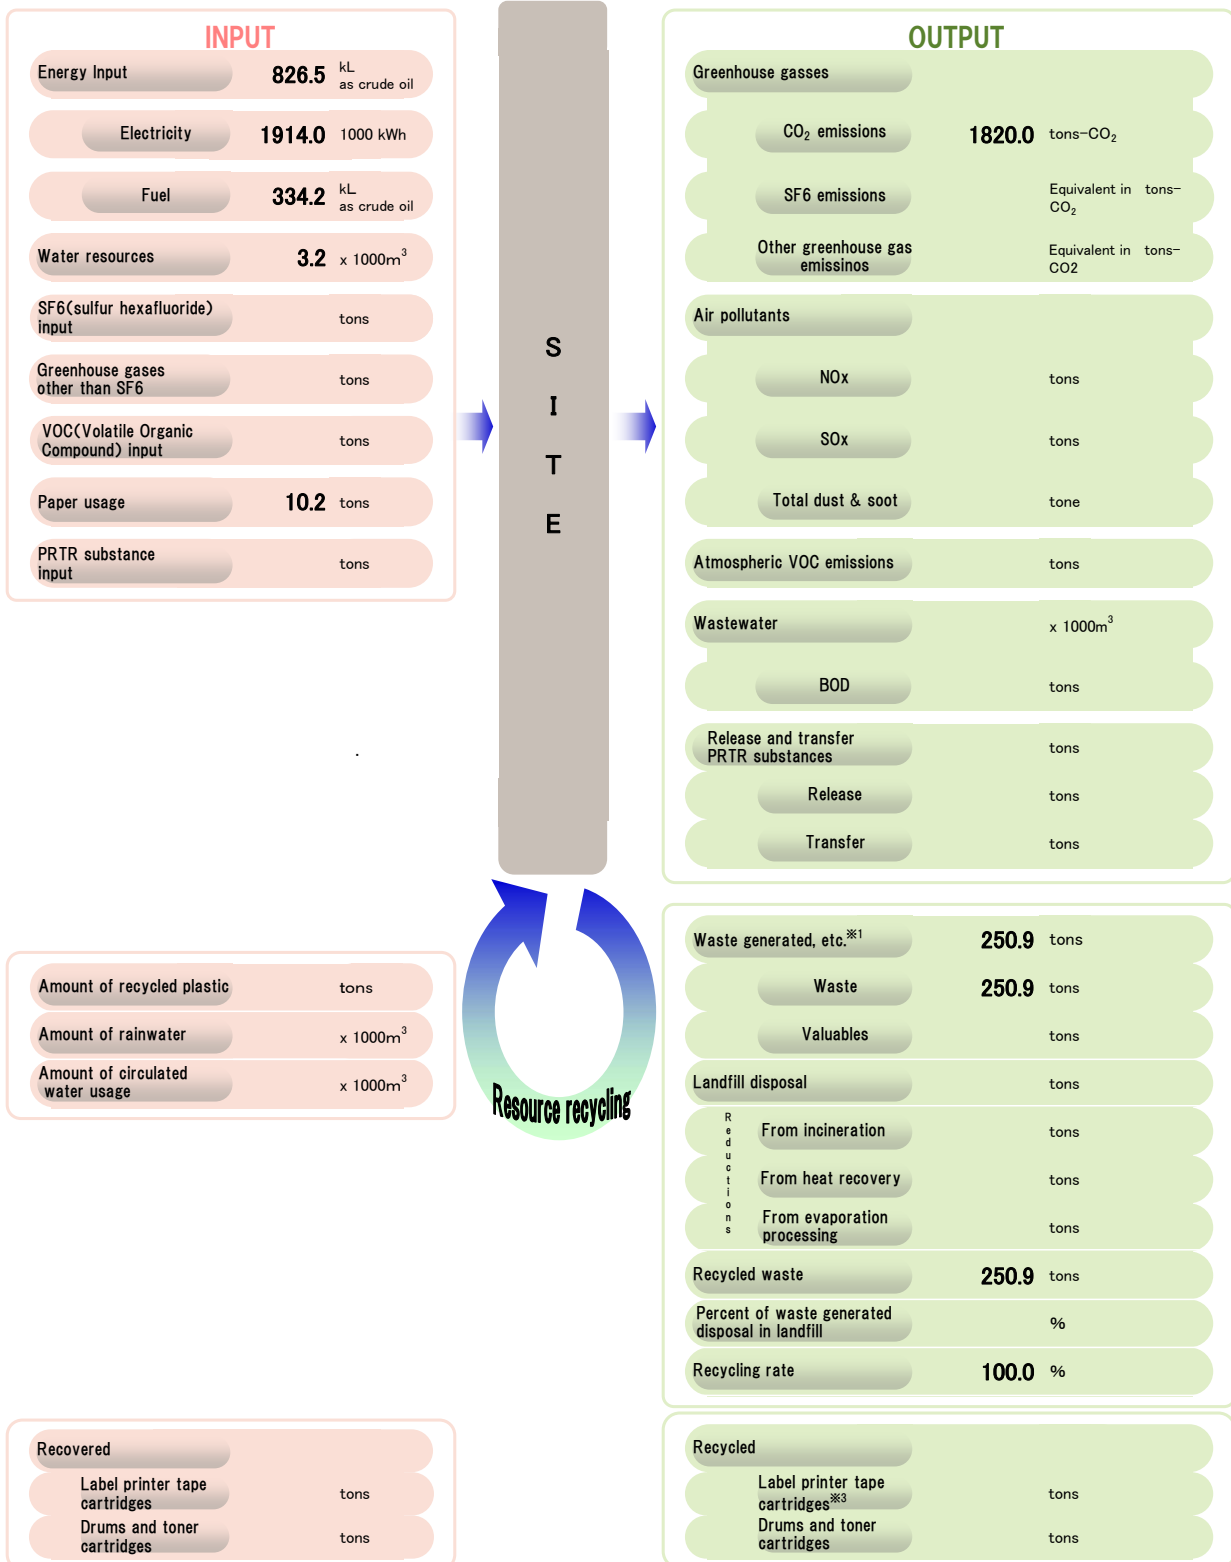 INPUT
Energy Input 826.5 kL
as crude oil
Electricity 1914.0 1000 kWh
Fuel 334.2 kL
as crude oil
Water resources 3.2 x 1000m³
SF6(sulfur hexafluoride)
input tons
Greenhouse gases
other than SF6 tons
VOC(Volatile Organic
Compound) input tons
Paper usage 10.2 tons
PRTR substance
input tons
S
I
T
E
OUTPUT
Greenhouse gasses
CO₂ emissions 1820.0 tons-CO₂
SF6 emissions Equivalent in tons-
CO₂
Other greenhouse gas
emissinos Equivalent in tons-
CO2
Air pollutants
NOx tons
SOx tons
Total dust & soot tone
Atmospheric VOC emissions tons
Wastewater x 1000m³
BOD tons
Release and transfer
PRTR substances tons
Release tons
Transfer tons
Amount of recycled plastic tons
Amount of rainwater x 1000m³
Amount of circulated
water usage x 1000m³
Resource recycling
Waste generated, etc.※1 250.9 tons
Waste 250.9 tons
Valuables tons
Landfill disposal tons
Reductions
From incineration tons
From heat recovery tons
From evaporation
processing tons
Recycled waste 250.9 tons
Percent of waste generated
disposal in landfill %
Recycling rate 100.0 %
Recovered
Label printer tape
cartridges tons
Drums and toner
cartridges tons
Recycled
Label printer tape
cartridges※3 tons
Drums and toner
cartridges tons